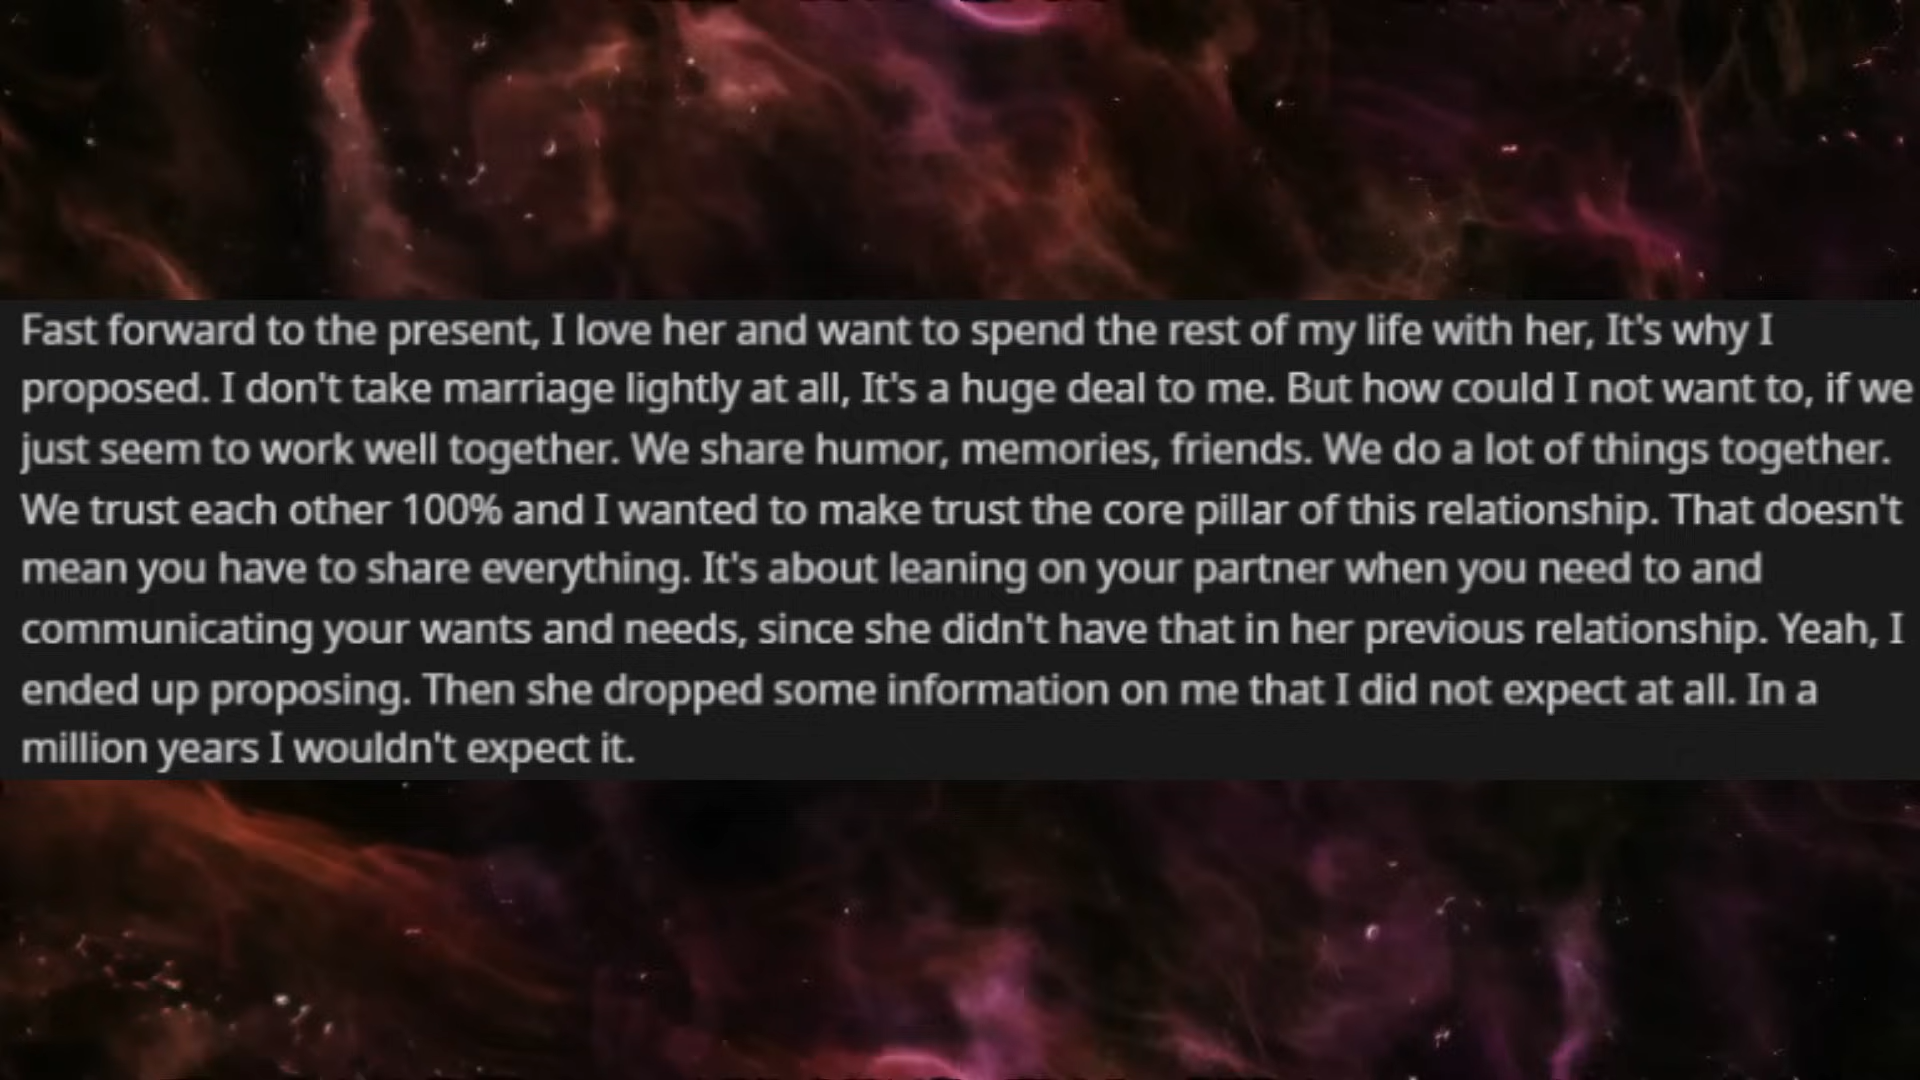 Fast forward to the present, I love her and want to spend the rest of my life with her, It's why I
proposed. I don't take marriage lightly at all, It's a huge deal to me. But how could I not want to, if we
just seem to work well together. We share humor, memories, friends. We do a lot of things together.
We trust each other 100% and I wanted to make trust the core pillar of this relationship. That doesn't
mean you have to share everything. It's about leaning on your partner when you need to and
communicating your wants and needs, since she didn't have that in her previous relationship. Yeah, I
ended up proposing. Then she dropped some information on me that I did not expect at all. In a
million years I wouldn't expect it.